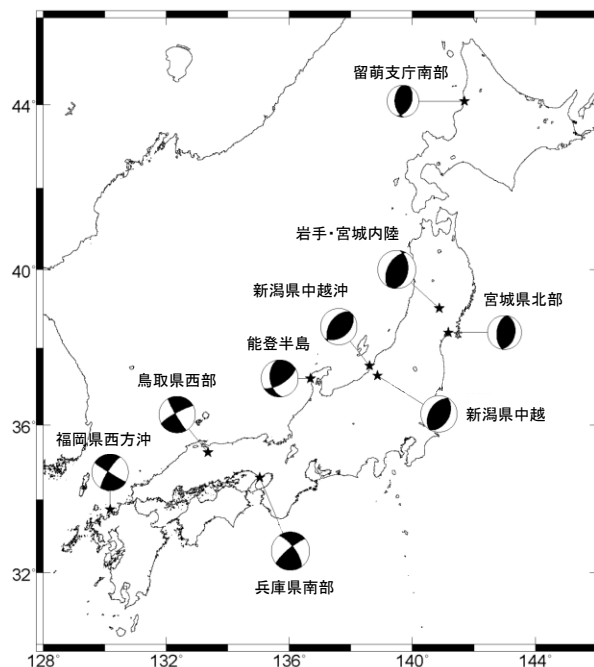 留萌支庁南部
44°
岩手・宮城内陸
40°
新潟県中越沖
宮城県北部
能登半島
鳥取県西部
新潟県中越
36°
福岡県西方沖
32°
兵庫県南部
128°
132°
136°
140°
144°